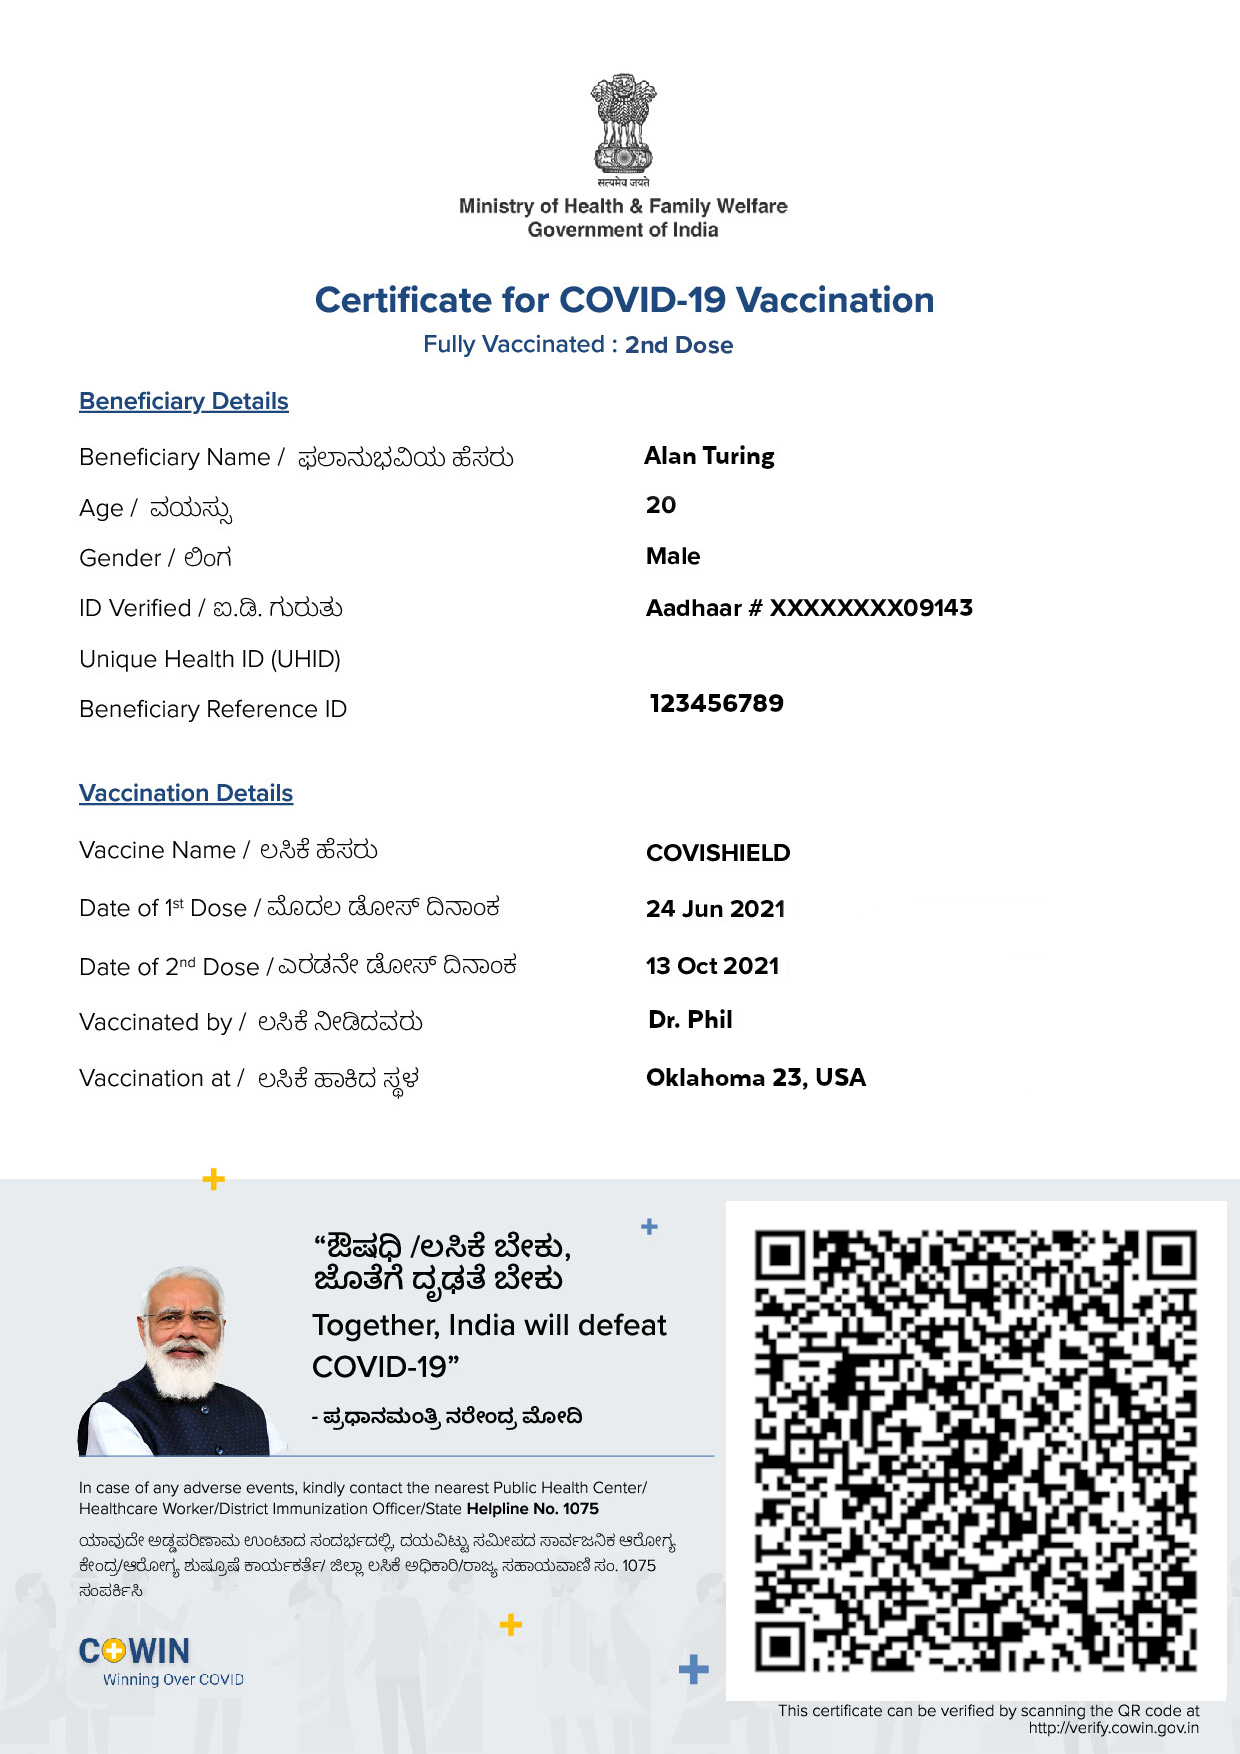 सत्यमेव जयते
Ministry of Health & Family Welfare
Government of India
Certificate for COVID-19 Vaccination
Fully Vaccinated : 2nd Dose
Beneficiary Details
Beneficiary Name / ಫಲಾನುಭವಿಯ ಹೆಸರು Alan Turing
Age / ವಯಸ್ಸು 20
Gender / ಲಿಂಗ Male
ID Verified / ಐ.ಡಿ. ಗುರುತು Aadhaar # XXXXXXXX09143
Unique Health ID (UHID)
Beneficiary Reference ID 123456789
Vaccination Details
Vaccine Name / ಲಸಿಕೆ ಹೆಸರು COVISHIELD
Date of 1st Dose / ಮೊದಲ ಡೋಸ್ ದಿನಾಂಕ 24 Jun 2021
Date of 2nd Dose / ಎರಡನೇ ಡೋಸ್ ದಿನಾಂಕ 13 Oct 2021
Vaccinated by / ಲಸಿಕೆ ನೀಡಿದವರು Dr. Phil
Vaccination at / ಲಸಿಕೆ ಹಾಕಿದ ಸ್ಥಳ Oklahoma 23, USA
“ಔಷಧಿ /ಲಸಿಕೆ ಬೇಕು,
ಜೊತೆಗೆ ದೃಢತೆ ಬೇಕು
Together, India will defeat
COVID-19”
- ಪ್ರಧಾನಮಂತ್ರಿ ನರೇಂದ್ರ ಮೋದಿ
In case of any adverse events, kindly contact the nearest Public Health Center/
Healthcare Worker/District Immunization Officer/State Helpline No. 1075
ಯಾವುದೇ ಅಡ್ಡಪರಿಣಾಮ ಉಂಟಾದ ಸಂದರ್ಭದಲ್ಲಿ, ದಯವಿಟ್ಟು ಸಮೀಪದ ಸಾರ್ವಜನಿಕ ಆರೋಗ್ಯ
ಕೇಂದ್ರ/ಆರೋಗ್ಯ ಶುಷ್ರೂಷೆ ಕಾರ್ಯಕರ್ತೆ/ ಜಿಲ್ಲಾ ಲಸಿಕೆ ಅಧಿಕಾರಿ/ರಾಜ್ಯ ಸಹಾಯವಾಣಿ ಸಂ. 1075
ಸಂಪರ್ಕಿಸಿ
COWIN
Winning Over COVID
This certificate can be verified by scanning the QR code at
http://verify.cowin.gov.in